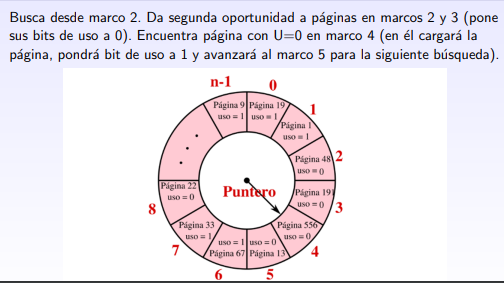 Busca desde marco 2. Da segunda oportunidad a páginas en marcos 2 y 3 (pone
sus bits de uso a 0). Encuentra página con U=0 en marco 4 (en él cargará la
página, pondrá bit de uso a 1 y avanzará al marco 5 para la siguiente búsqueda).
n-1
0
Página 9
uso = 1
Página 19
uso = 1
1
Página 1
uso = 1
Página 48
uso = 0
2
Página 191
uso = 0
3
Página 556
uso = 0
4
uso = 0
Página 13
5
uso = 1
Página 67
6
Página 33
uso = 1
7
Página 22
uso = 0
8
Puntero